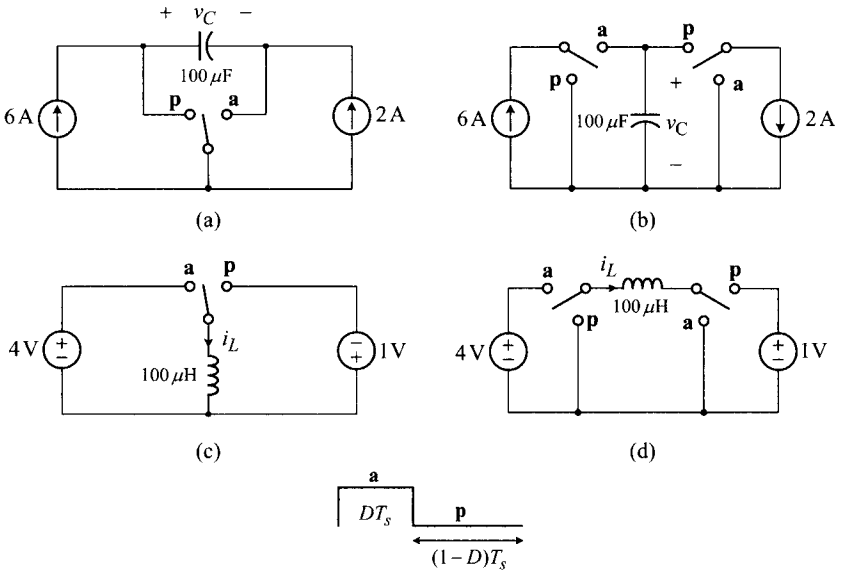 + v_C −
6 A
100 μF
p a
2 A
(a)
a p
p + a
6 A
100 μF v_C
2 A
−
(b)
a p
4 V
i_L
100 μH
− +
1 V
(c)
a i_L p
100 μH
p a
4 V
+ −
1 V
(d)
a
DT_s p
(1 − D)T_s